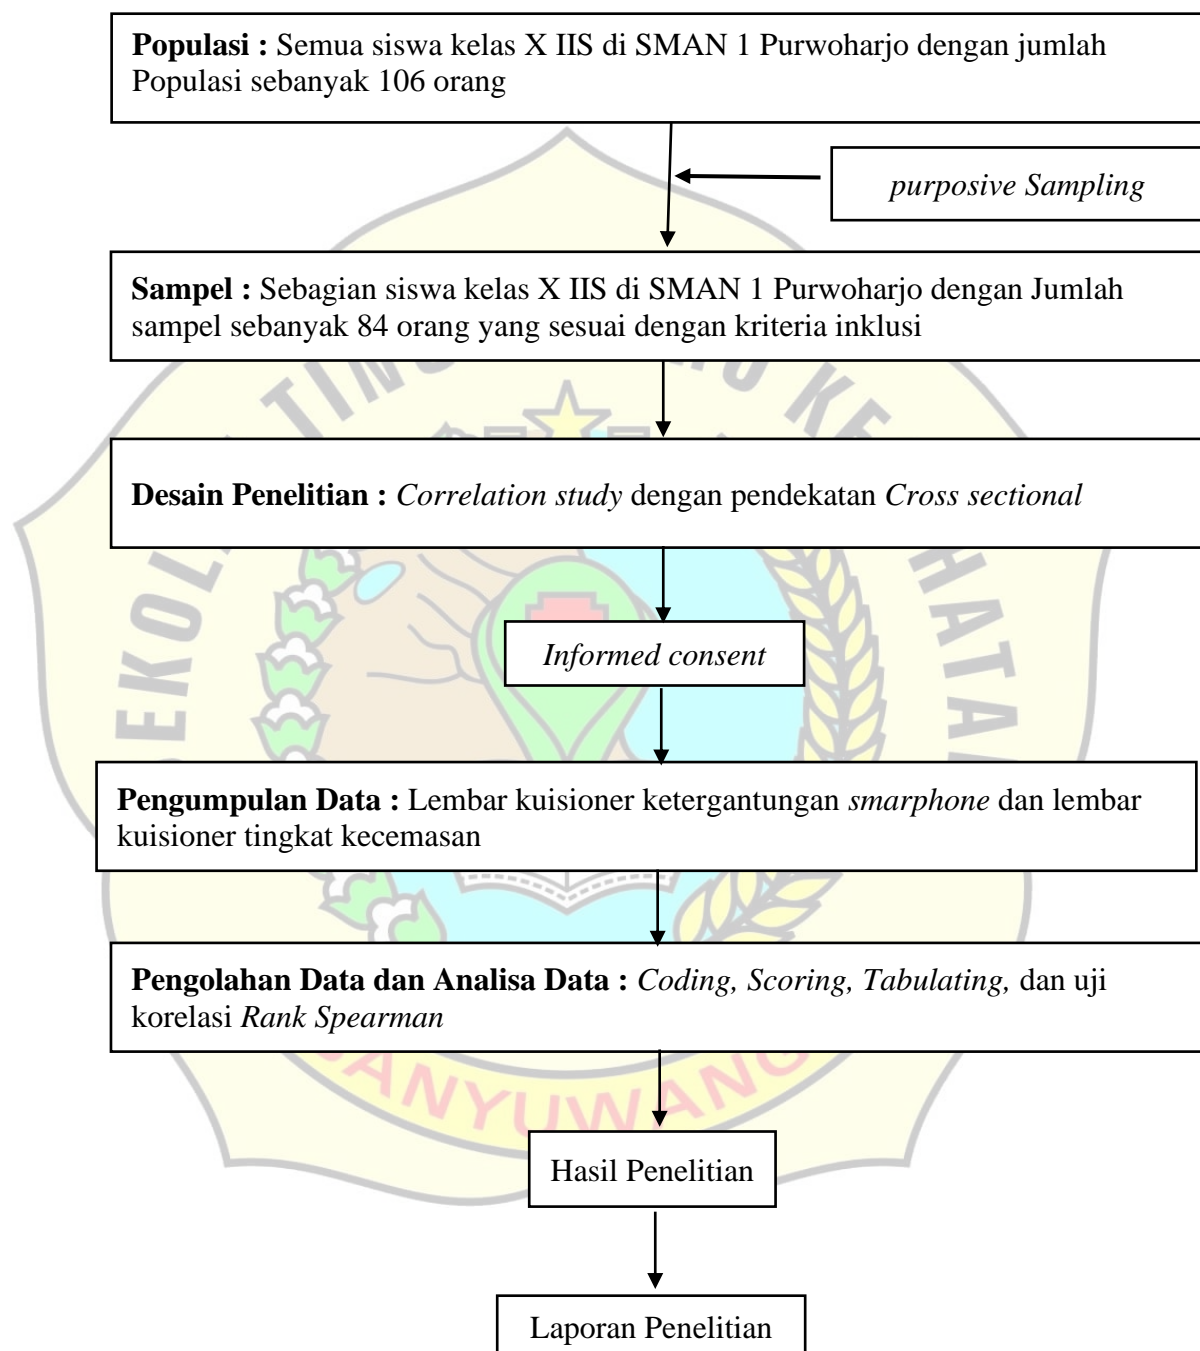 Populasi : Semua siswa kelas X IIS di SMAN 1 Purwoharjo dengan jumlah
Populasi sebanyak 106 orang
purposive Sampling
Sampel : Sebagian siswa kelas X IIS di SMAN 1 Purwoharjo dengan Jumlah
sampel sebanyak 84 orang yang sesuai dengan kriteria inklusi
Desain Penelitian : Correlation study dengan pendekatan Cross sectional
Informed consent
Pengumpulan Data : Lembar kuisioner ketergantungan smarphone dan lembar
kuisioner tingkat kecemasan
Pengolahan Data dan Analisa Data : Coding, Scoring, Tabulating, dan uji
korelasi Rank Spearman
Hasil Penelitian
Laporan Penelitian